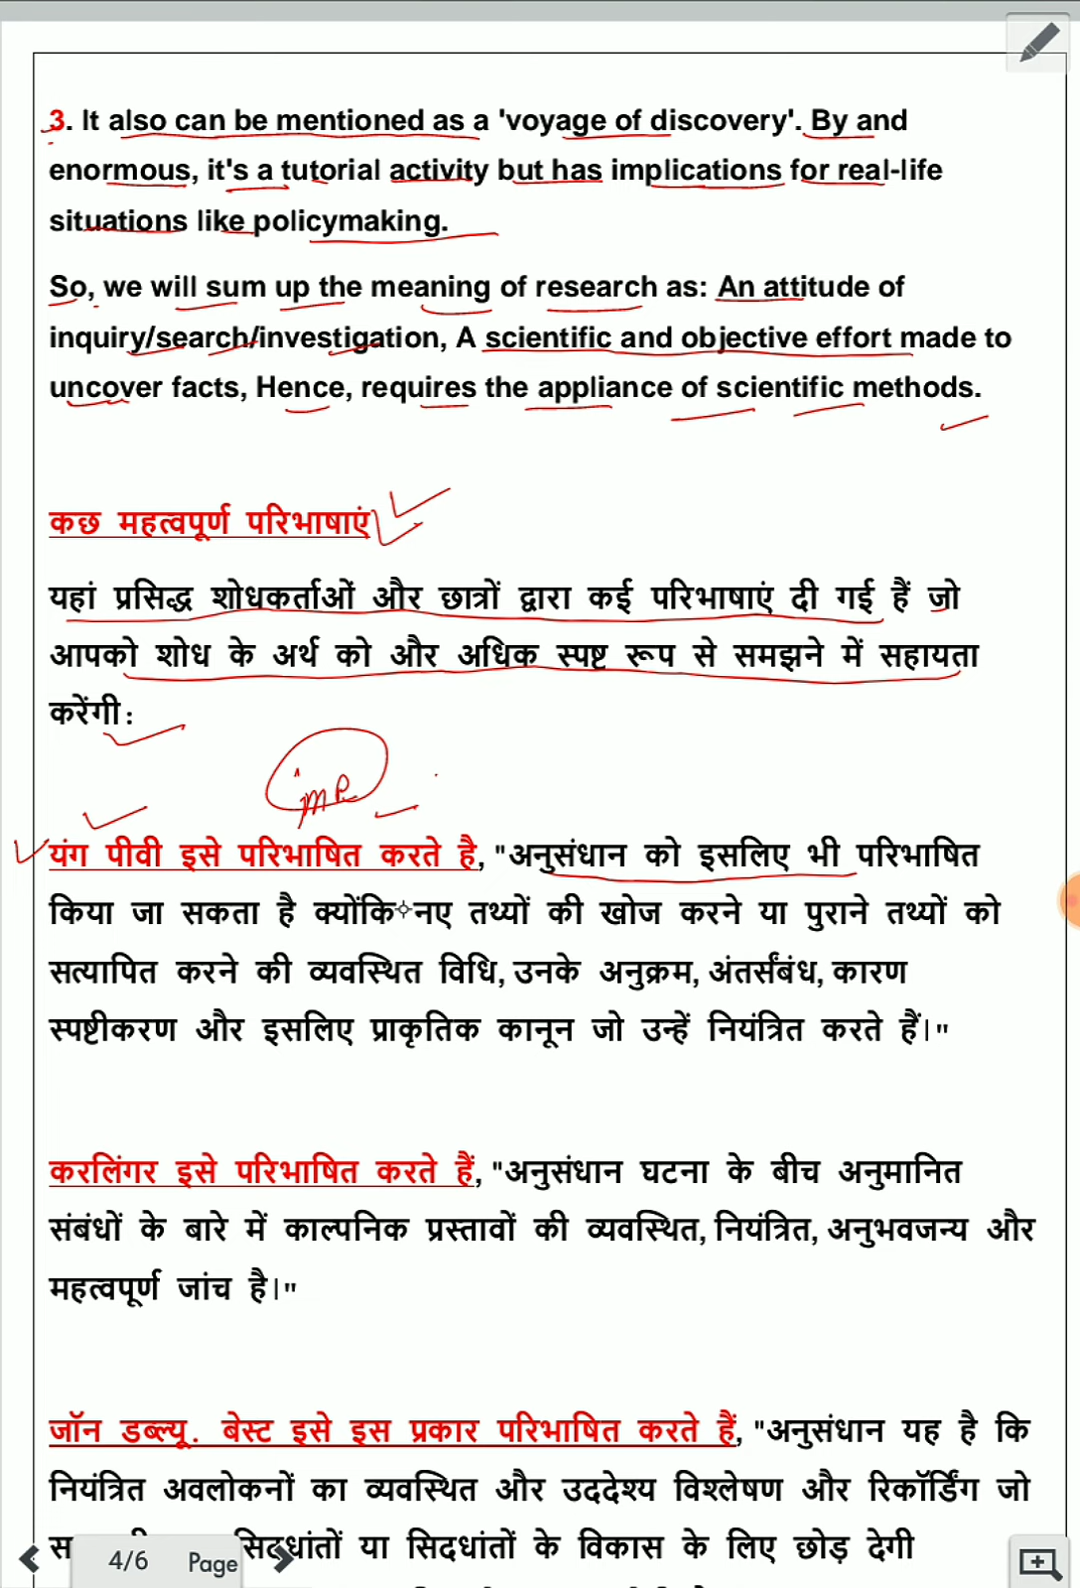 3. It also can be mentioned as a 'voyage of discovery'. By and
enormous, it's a tutorial activity but has implications for real-life
situations like policymaking.
So, we will sum up the meaning of research as: An attitude of
inquiry/search/investigation, A scientific and objective effort made to
uncover facts, Hence, requires the appliance of scientific methods.
कछ महत्वपूर्ण परिभाषाएं
यहां प्रसिद्ध शोधकर्ताओं और छात्रों द्वारा कई परिभाषाएं दी गई हैं जो
आपको शोध के अर्थ को और अधिक स्पष्ट रूप से समझने में सहायता
करेंगी:
imp
यंग पीवी इसे परिभाषित करते है, "अनुसंधान को इसलिए भी परिभाषित
किया जा सकता है क्योंकि नए तथ्यों की खोज करने या पुराने तथ्यों को
सत्यापित करने की व्यवस्थित विधि, उनके अनुक्रम, अंतर्संबंध, कारण
स्पष्टीकरण और इसलिए प्राकृतिक कानून जो उन्हें नियंत्रित करते हैं।"
करलिंगर इसे परिभाषित करते हैं, "अनुसंधान घटना के बीच अनुमानित
संबंधों के बारे में काल्पनिक प्रस्तावों की व्यवस्थित, नियंत्रित, अनुभवजन्य और
महत्वपूर्ण जांच है।"
जॉन डब्ल्यू. बेस्ट इसे इस प्रकार परिभाषित करते हैं, "अनुसंधान यह है कि
नियंत्रित अवलोकनों का व्यवस्थित और उददेश्य विश्लेषण और रिकॉर्डिंग जो
सिद्धांतों या सिदधांतों के विकास के लिए छोड़ देगी
4/6 Page